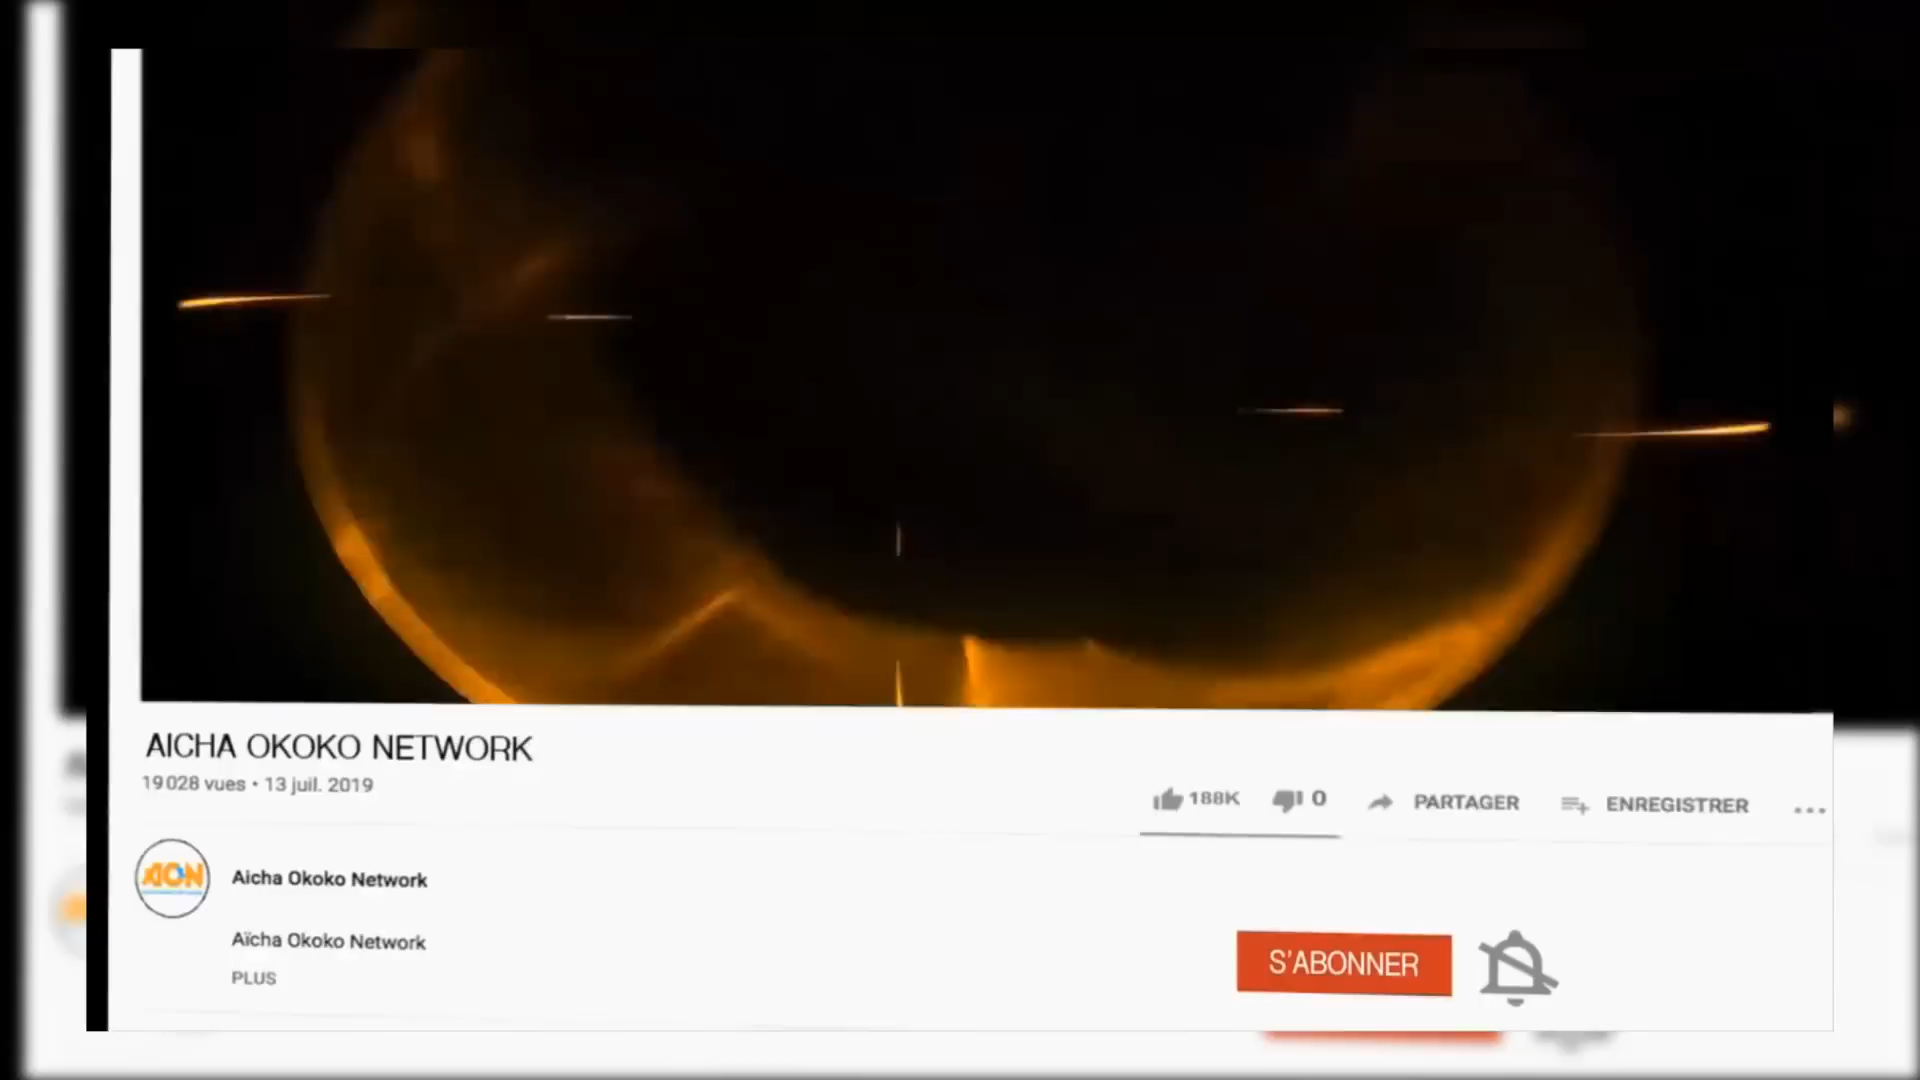 AICHA OKOKO NETWORK
19 028 vues • 13 juil. 2019
188K 0 PARTAGER ENREGISTRER
AON
Aicha Okoko Network
Aïcha Okoko Network
PLUS
S'ABONNER